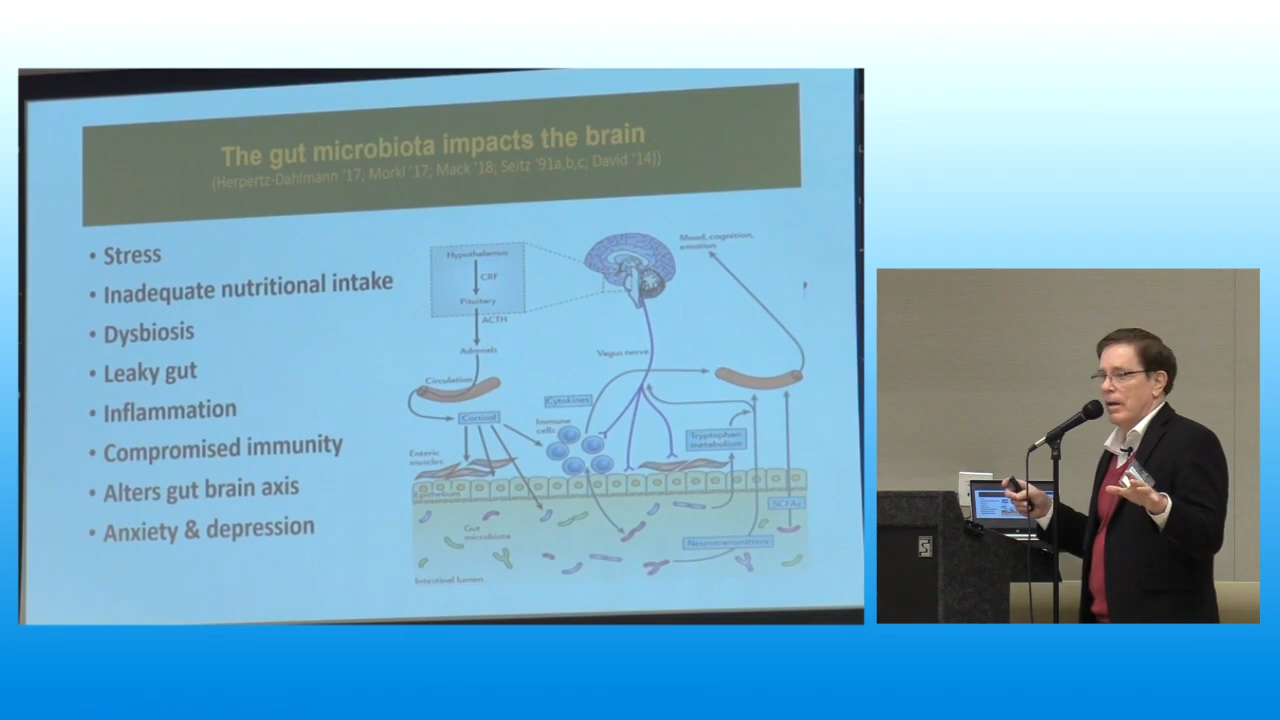 The gut microbiota impacts the brain
(Herpertz-Dahlmann '17; Morkl '17; Mack '18; Seitz '91a,b,c; David '14))
• Stress
• Inadequate nutritional intake
• Dysbiosis
• Leaky gut
• Inflammation
• Compromised immunity
• Alters gut brain axis
• Anxiety & depression
Hypothalamus
CRF
Pituitary
ACTH
Adrenals
Circulation
Cortisol
Enteric
muscles
Epithelium
Gut
microbiota
Intestinal lumen
Mood, cognition,
emotion
Vagus nerve
Cytokines
Immune
cells
Tryptophan
metabolism
SCFAs
Neurotransmitters